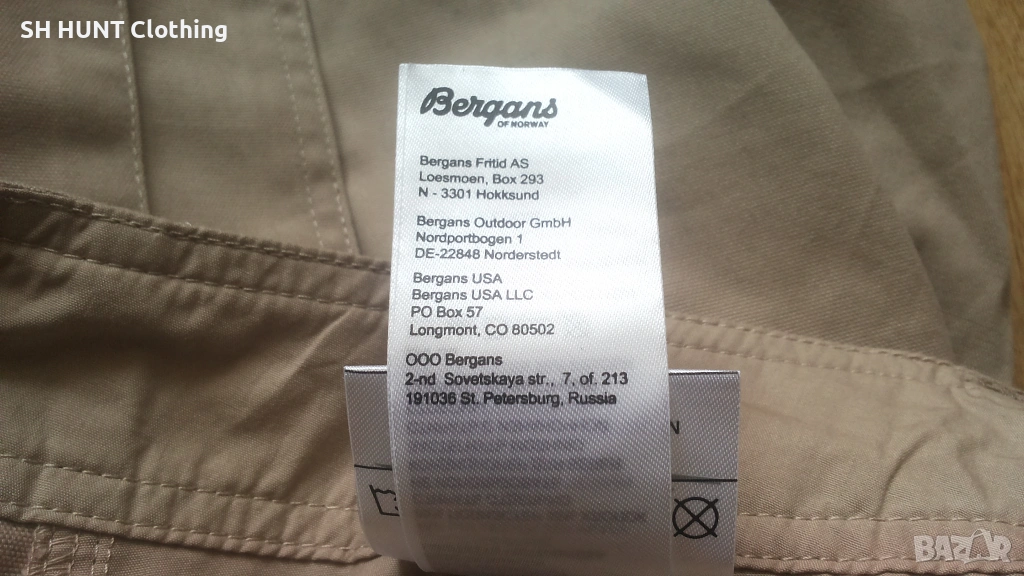 SH HUNT Clothing
Bergans
OF NORWAY
Bergans Fritid AS
Loesmoen, Box 293
N - 3301 Hokksund
Bergans Outdoor GmbH
Nordportbogen 1
DE-22848 Norderstedt
Bergans USA
Bergans USA LLC
PO Box 57
Longmont, CO 80502
OOO Bergans
2-nd Sovetskaya str., 7, of. 213
191036 St. Petersburg, Russia
N
BAZAR